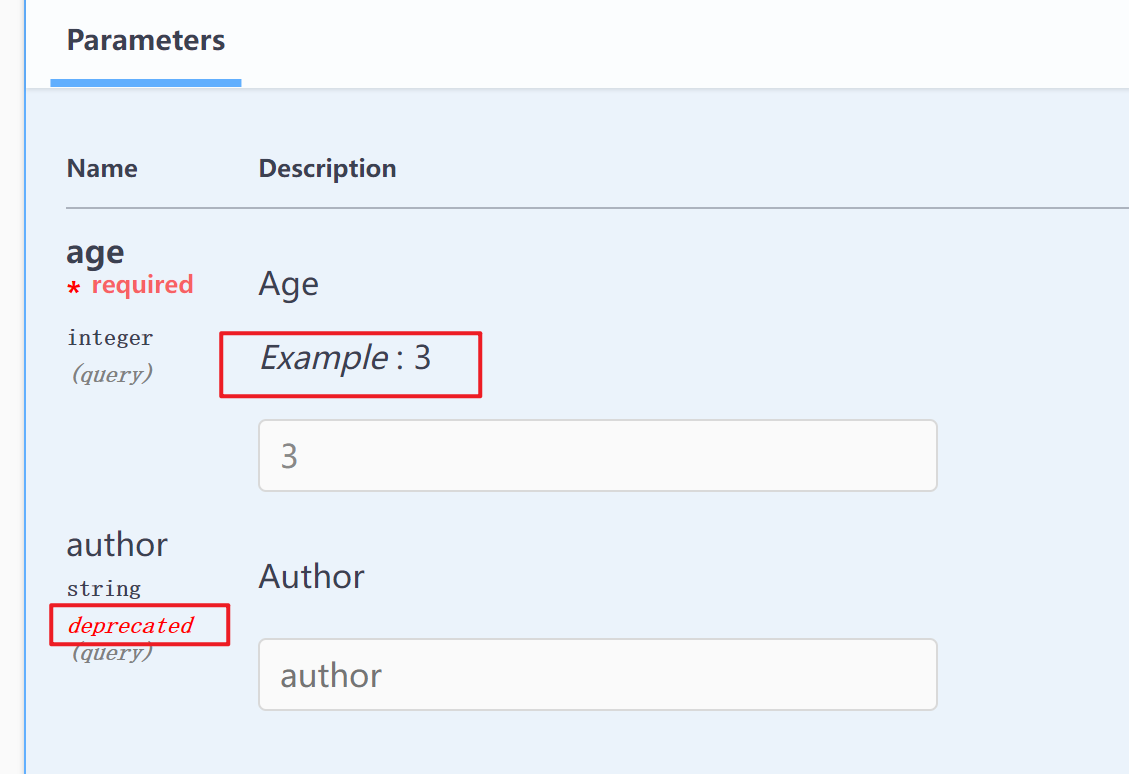 Parameters
Name Description
age
* required
Age
integer
Example : 3
(query)
3
author
Author
string
deprecated
(query)
author